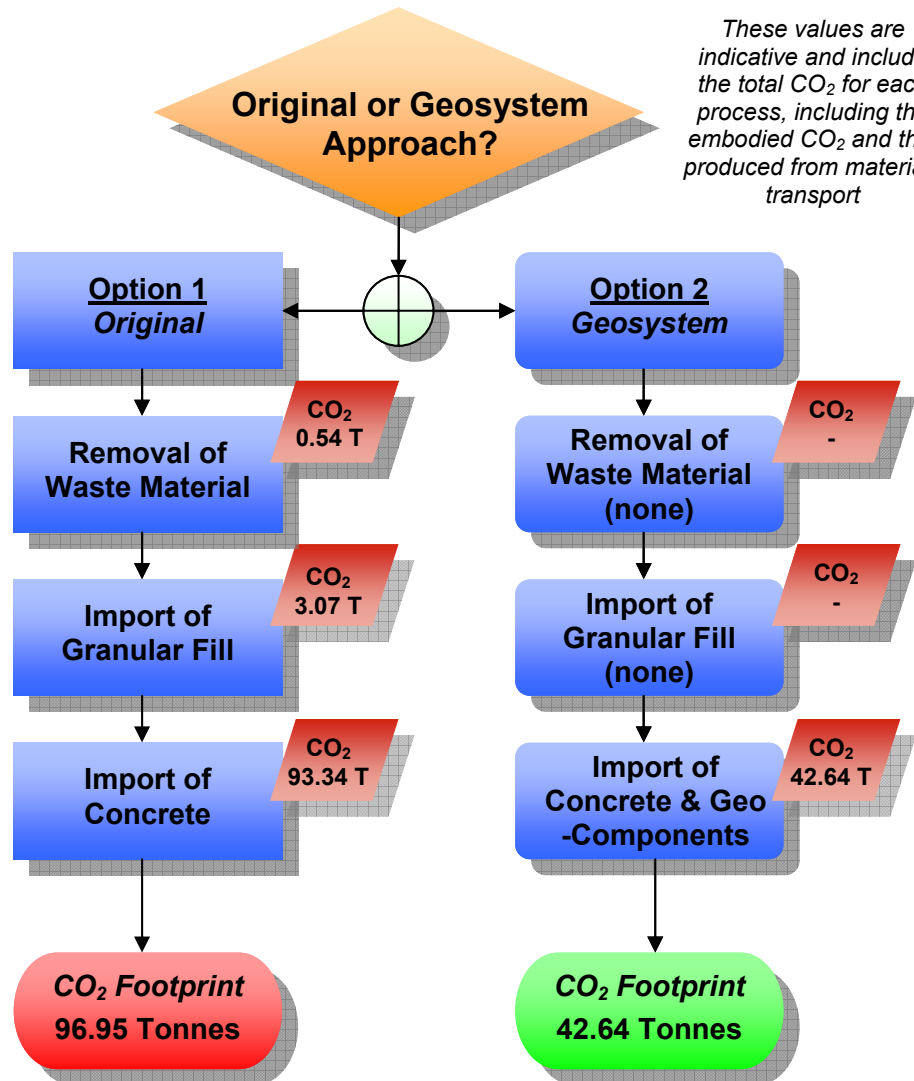 Original or Geosystem
Approach?
These values are
indicative and includ
the total CO₂ for eac
process, including th
embodied CO₂ and th
produced from materia
transport
Option 1
Original
Option 2
Geosystem
CO₂
0.54 T
Removal of
Waste Material
CO₂
-
Removal of
Waste Material
(none)
CO₂
3.07 T
Import of
Granular Fill
CO₂
-
Import of
Granular Fill
(none)
CO₂
93.34 T
Import of
Concrete
CO₂
42.64 T
Import of
Concrete & Geo
-Components
CO₂ Footprint
96.95 Tonnes
CO₂ Footprint
42.64 Tonnes